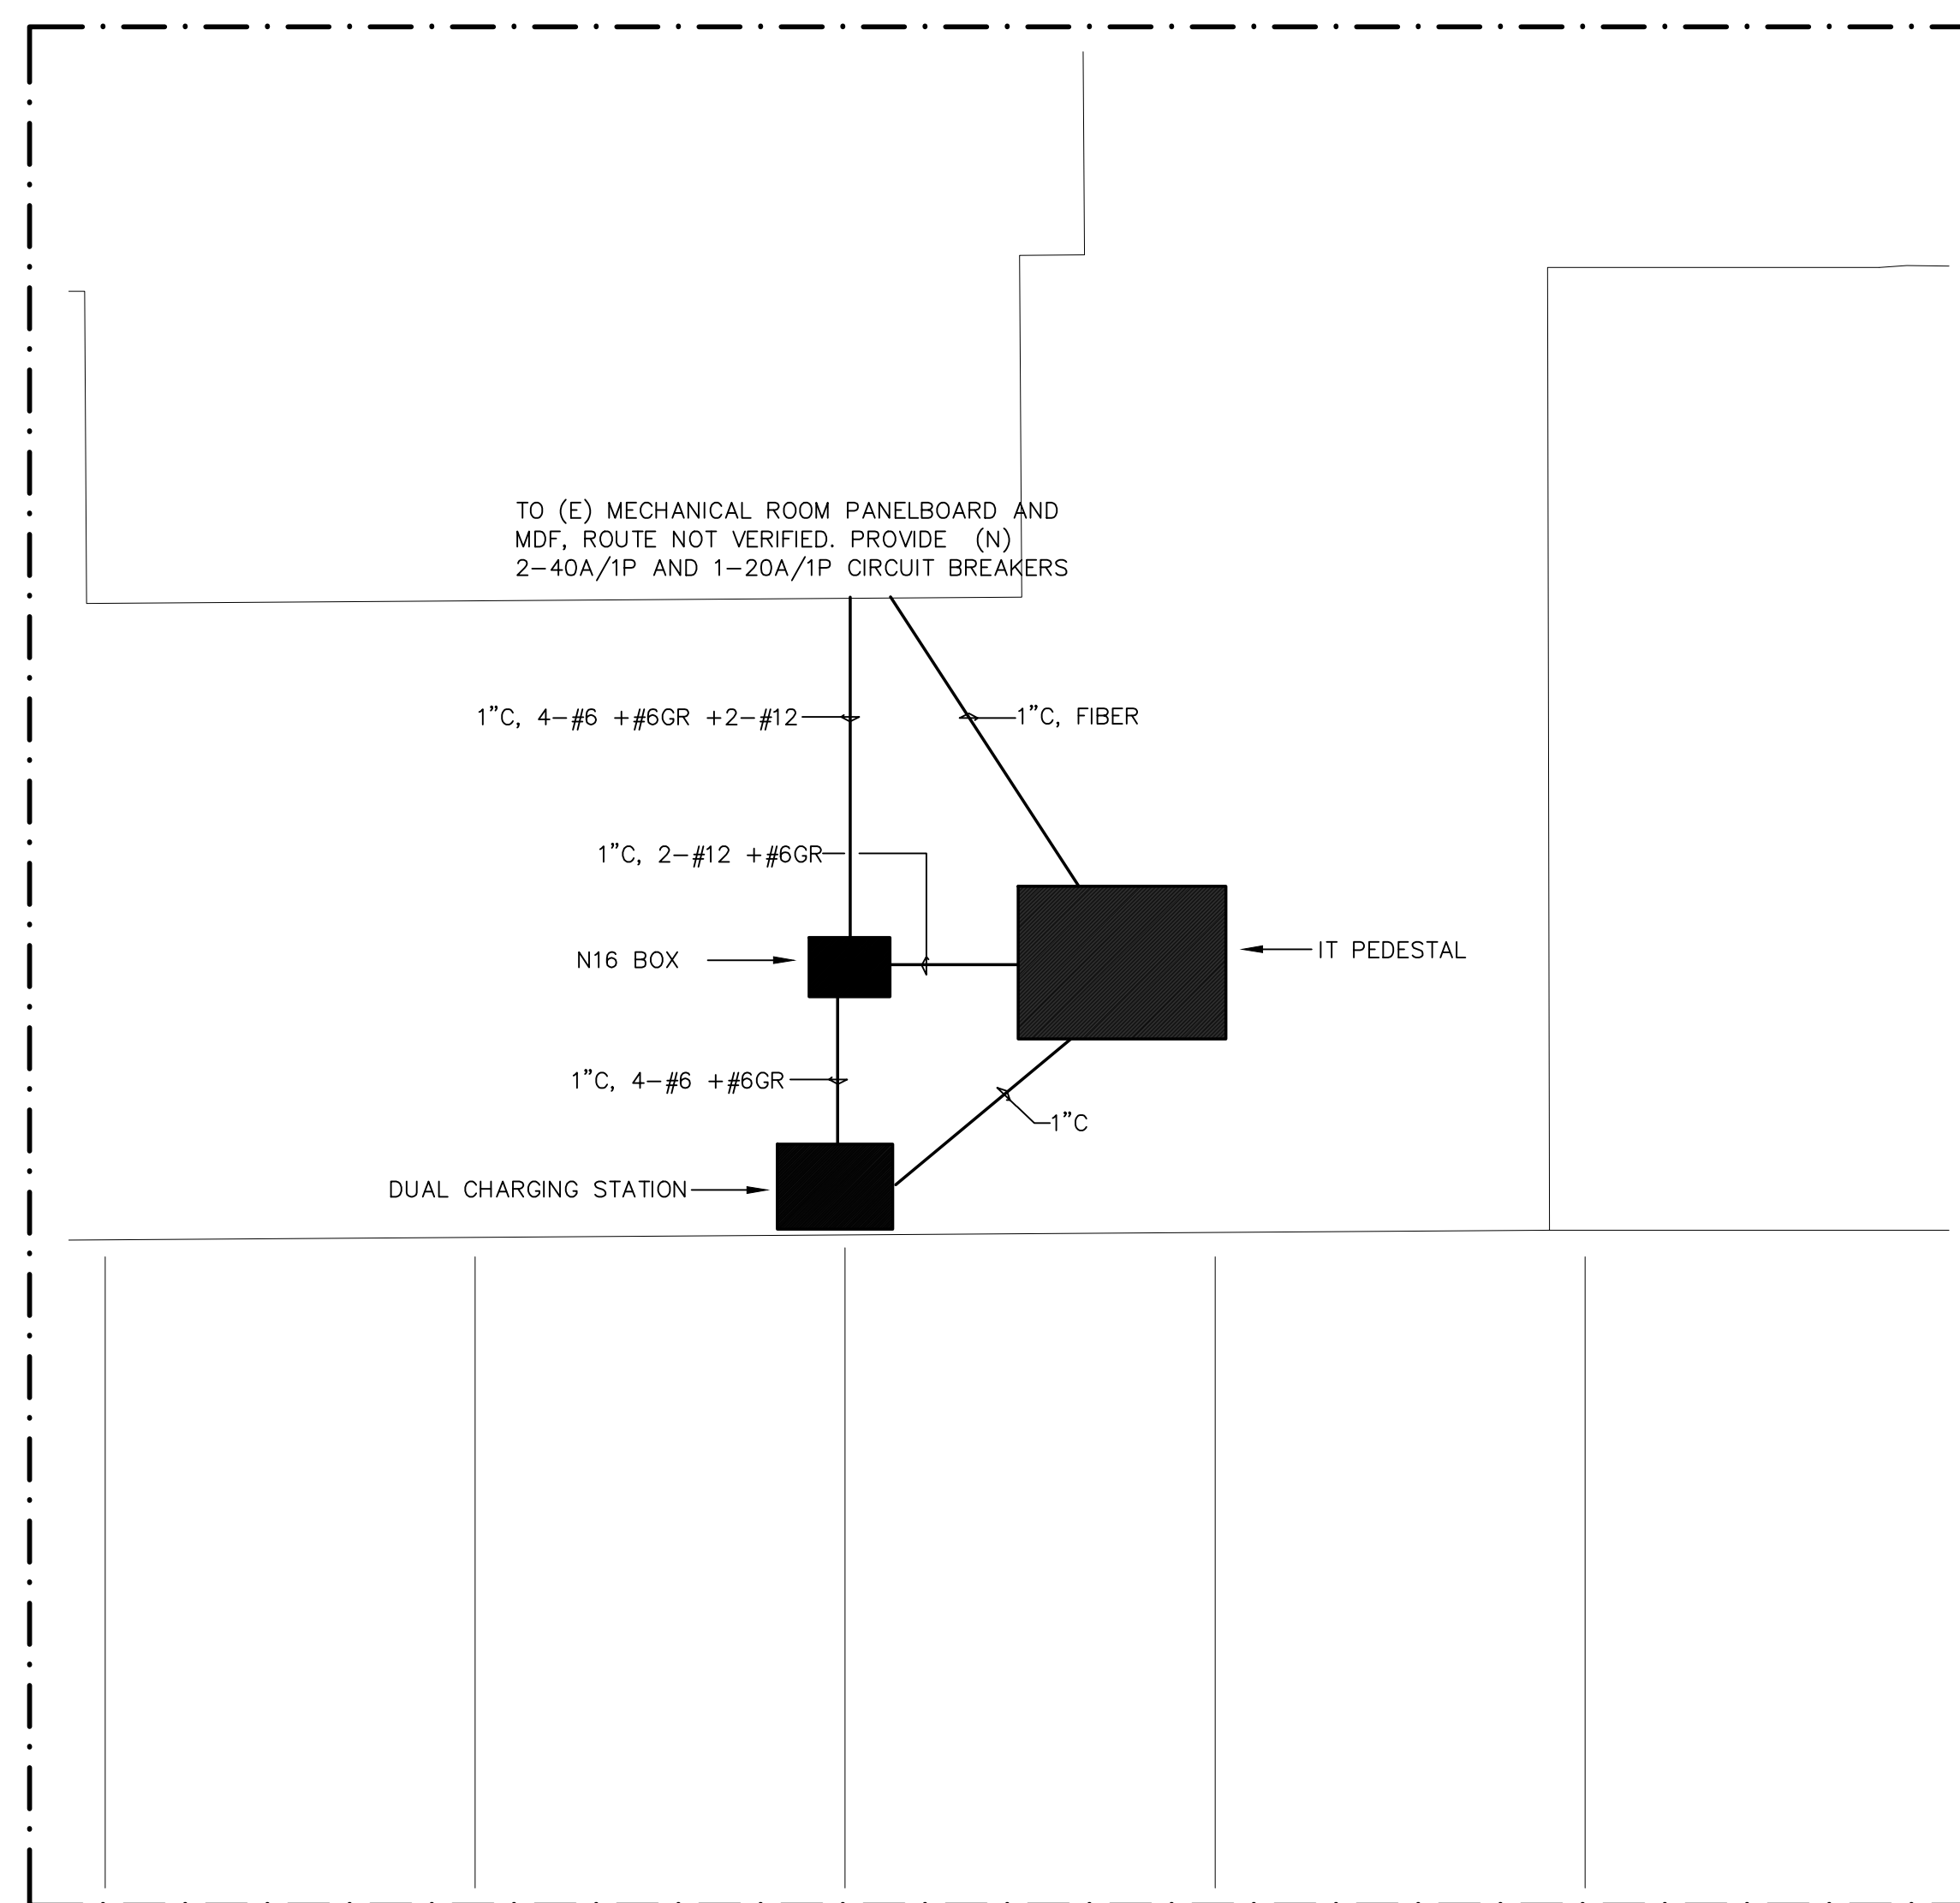 TO (E) MECHANICAL ROOM PANELBOARD AND
MDF, ROUTE NOT VERIFIED. PROVIDE (N)
2-40A/1P AND 1-20A/1P CIRCUIT BREAKERS
1"C, 4-#6 +#6GR +2-#12
1"C, FIBER
1"C, 2-#12 +#6GR
N16 BOX
IT PEDESTAL
1"C, 4-#6 +#6GR
1"C
DUAL CHARGING STATION